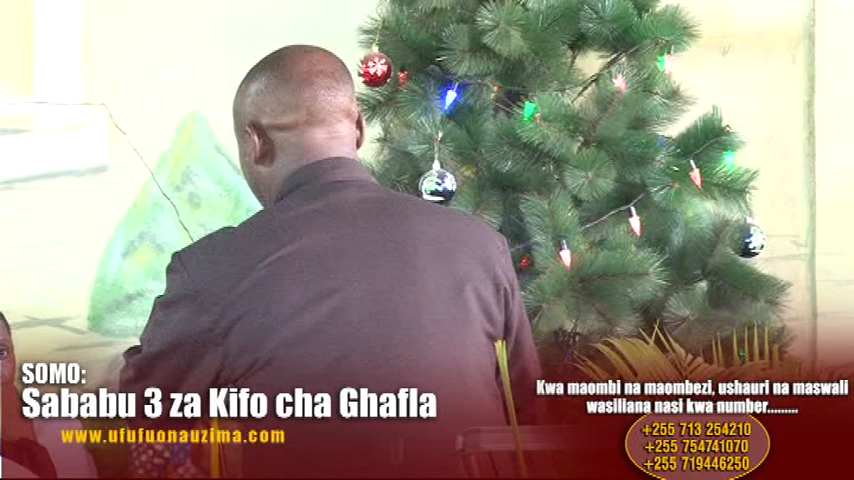 SOMO:
Sababu 3 za Kifo cha Ghafla
www.ufufuonauzima.com
Kwa maombi na maombezi, ushauri na maswali
wasiliana nasi kwa number.........
+255 713 254210
+255 754741070
+255 719446250